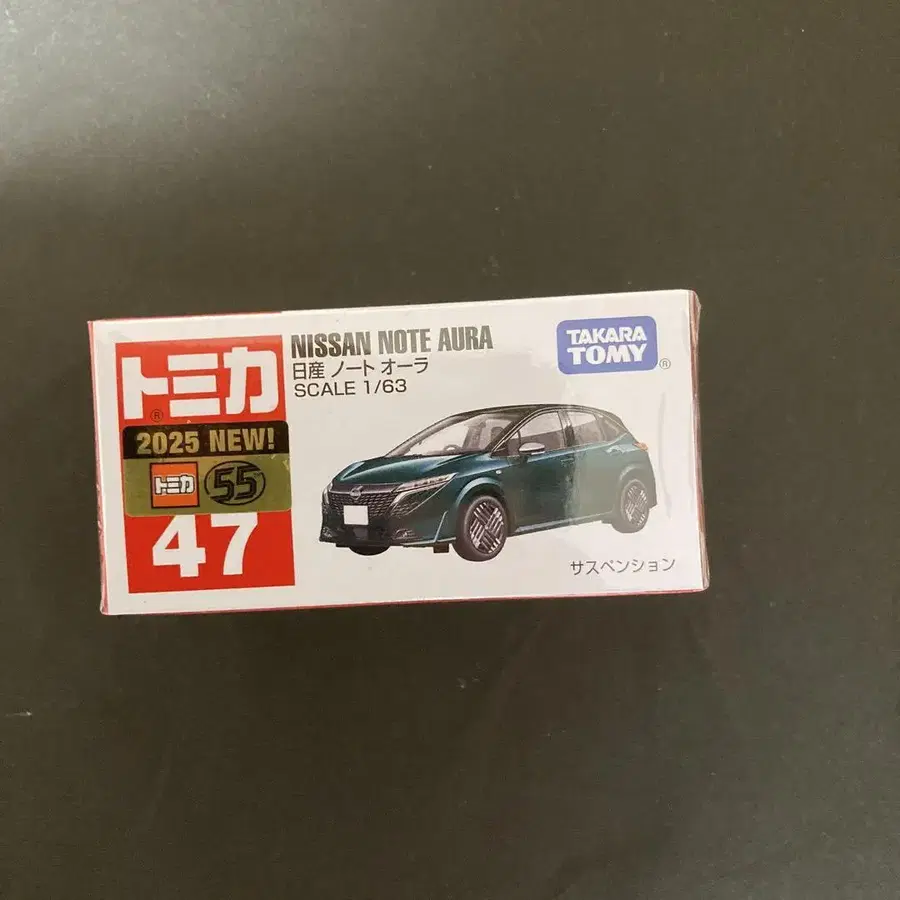 NISSAN NOTE AURA
日産 ノート オーラ
SCALE 1/63
TAKARA
TOMY
®
トミカ
®
2025 NEW!
トミカ 55
47
サスペンション